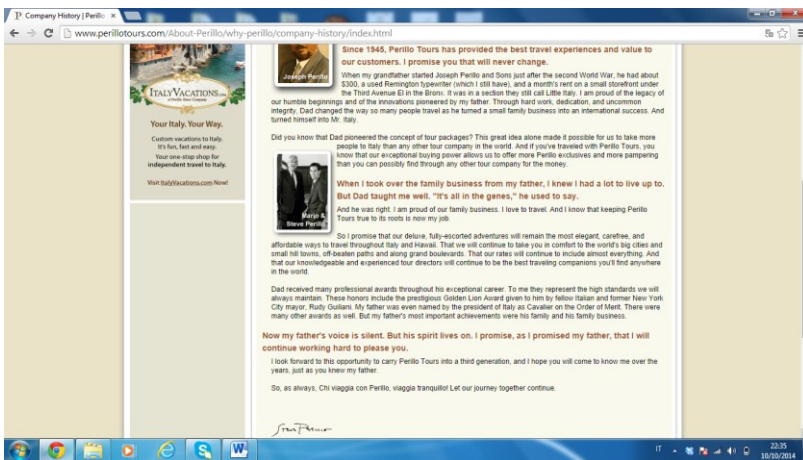 Company History | Perillo
www.perillotours.com/About-Perillo/why-perillo/company-history/index.html
Joseph Perillo
ITALYVACATIONS.com
A Perillo Tours Company
Your Italy. Your Way.
Custom vacations to Italy.
It's fun, fast and easy.
Your one-stop shop for
independent travel to Italy.
Visit ItalyVacations.com Now!
Since 1945, Perillo Tours has provided the best travel experiences and value to
our customers. I promise you that will never change.
When my grandfather started Joseph Perillo and Sons just after the second World War, he had about
$300, a used Remington typewriter (which I still have), and a month's rent on a small storefront under
the Third Avenue El in the Bronx. It was in a section they still call Little Italy. I am proud of the legacy of
our humble beginnings and of the innovations pioneered by my father. Through hard work, dedication, and uncommon
integrity, Dad changed the way so many people travel as he turned a small family business into an international success. And
turned himself into Mr. Italy.
Did you know that Dad pioneered the concept of tour packages? This great idea alone made it possible for us to take more
people to Italy than any other tour company in the world. And if you've traveled with Perillo Tours, you
know that our exceptional buying power allows us to offer more Perillo exclusives and more pampering
than you can possibly find through any other tour company for the money.
Mario &
Steve Perillo
When I took over the family business from my father, I knew I had a lot to live up to.
But Dad taught me well. "It's all in the genes," he used to say.
And he was right. I am proud of our family business. I love to travel. And I know that keeping Perillo
Tours true to its roots is now my job.
So I promise that our deluxe, fully-escorted adventures will remain the most elegant, carefree, and
affordable ways to travel throughout Italy and Hawaii. That we will continue to take you in comfort to the world's big cities and
small hill towns, off-beaten paths and along grand boulevards. That our rates will continue to include almost everything. And
that our knowledgeable and experienced tour directors will continue to be the best traveling companions you'll find anywhere
in the world.
Dad received many professional awards throughout his exceptional career. To me they represent the high standards we will
always maintain. These honors include the prestigious Golden Lion Award given to him by fellow Italian and former New York
City mayor, Rudy Guiliani. My father was even named by the president of Italy as Cavalier on the Order of Merit. There were
many other awards as well. But my father's most important achievements were his family and his family business.
Now my father's voice is silent. But his spirit lives on. I promise, as I promised my father, that I will
continue working hard to please you.
I look forward to this opportunity to carry Perillo Tours into a third generation, and I hope you will come to know me over the
years, just as you knew my father.
So, as always, Chi viaggia con Perillo, viaggia tranquillo! Let our journey together continue.
Steve Perillo
IT
22:35
10/10/2014